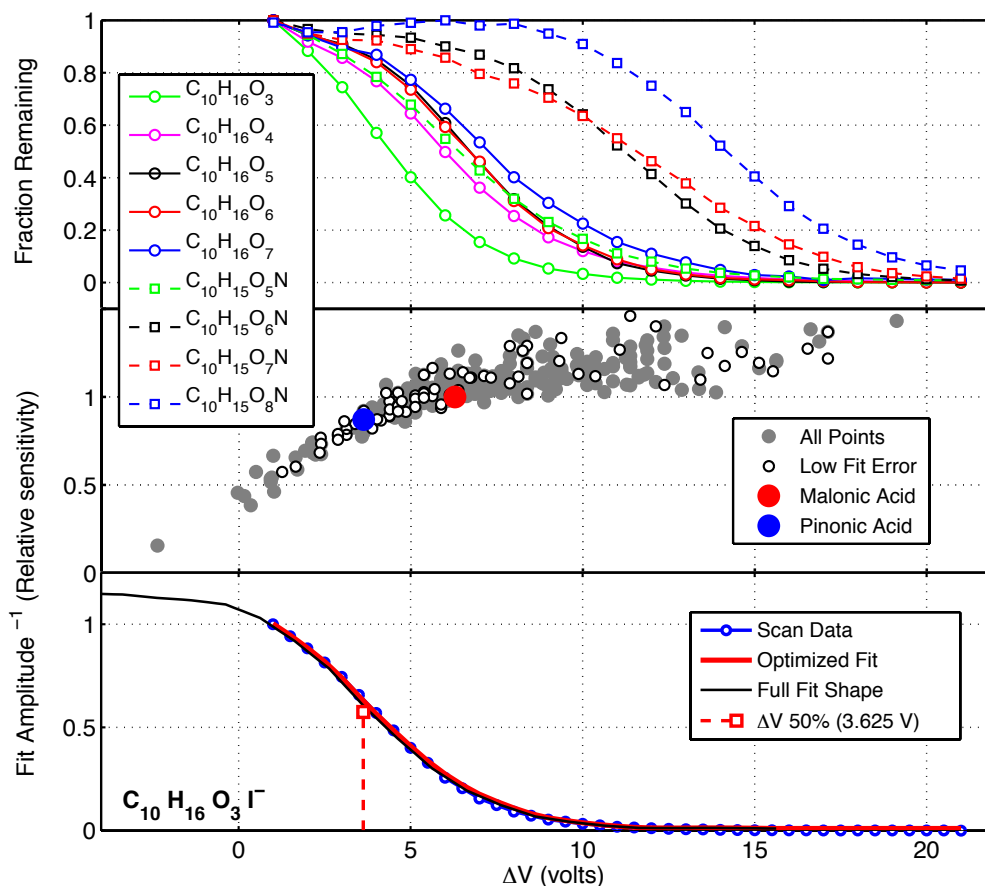 1
0.8
0.6
0.4
0.2
0
Fraction Remaining
C10H16O3
C10H16O4
C10H16O5
C10H16O6
C10H16O7
C10H15O5N
C10H15O6N
C10H15O7N
C10H15O8N
1
0.5
0
All Points
Low Fit Error
Malonic Acid
Pinonic Acid
Fit Amplitude −1 (Relative sensitivity)
1
0.5
0
Scan Data
Optimized Fit
Full Fit Shape
ΔV 50% (3.625 V)
C10 H16 O3 I−
0 5 10 15 20
ΔV (volts)